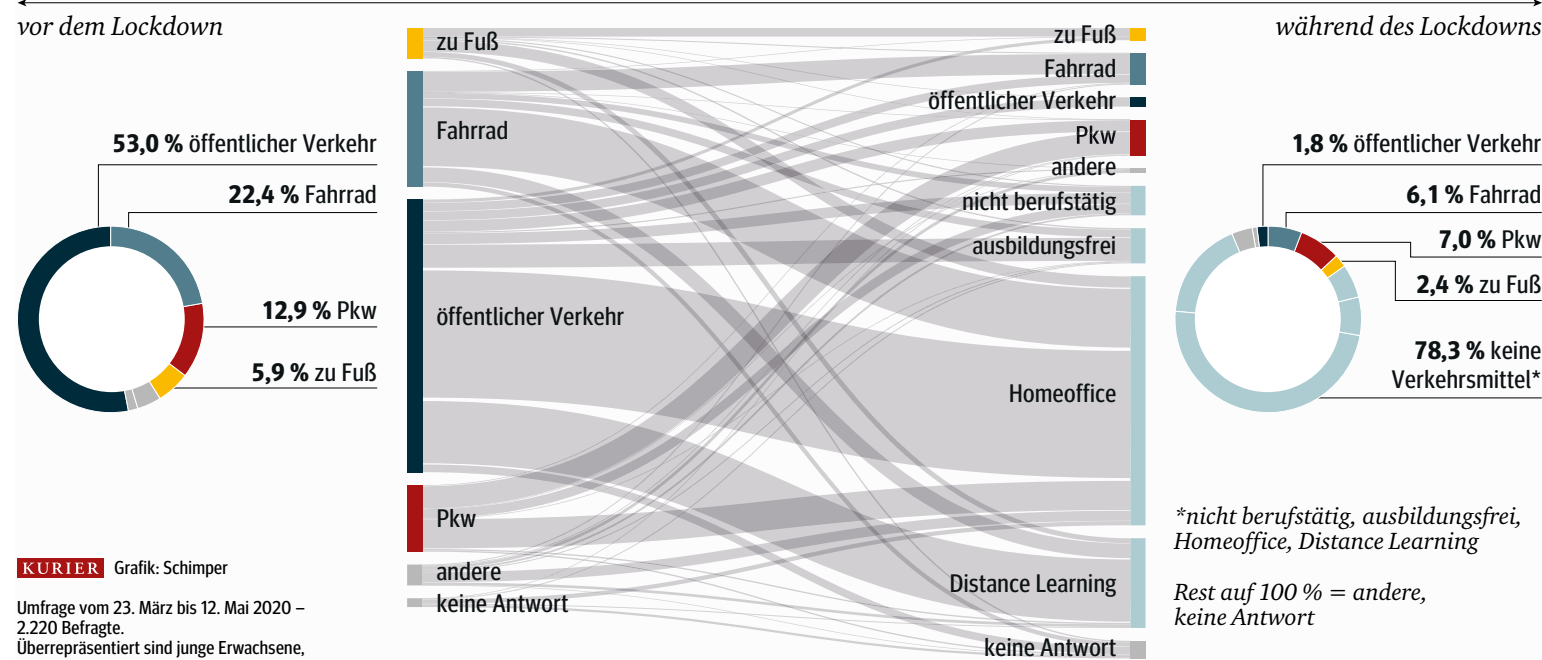 vor dem Lockdown
während des Lockdowns
53,0 % öffentlicher Verkehr
22,4 % Fahrrad
12,9 % Pkw
5,9 % zu Fuß
zu Fuß
Fahrrad
öffentlicher Verkehr
Pkw
andere
keine Antwort
zu Fuß
Fahrrad
öffentlicher Verkehr
Pkw
andere
nicht berufstätig
ausbildungsfrei
Homeoffice
Distance Learning
keine Antwort
1,8 % öffentlicher Verkehr
6,1 % Fahrrad
7,0 % Pkw
2,4 % zu Fuß
78,3 % keine
Verkehrsmittel*
*nicht berufstätig, ausbildungsfrei,
Homeoffice, Distance Learning
Rest auf 100 % = andere,
keine Antwort
KURIER Grafik: Schimper
Umfrage vom 23. März bis 12. Mai 2020 –
2.220 Befragte.
Überrepräsentiert sind junge Erwachsene,